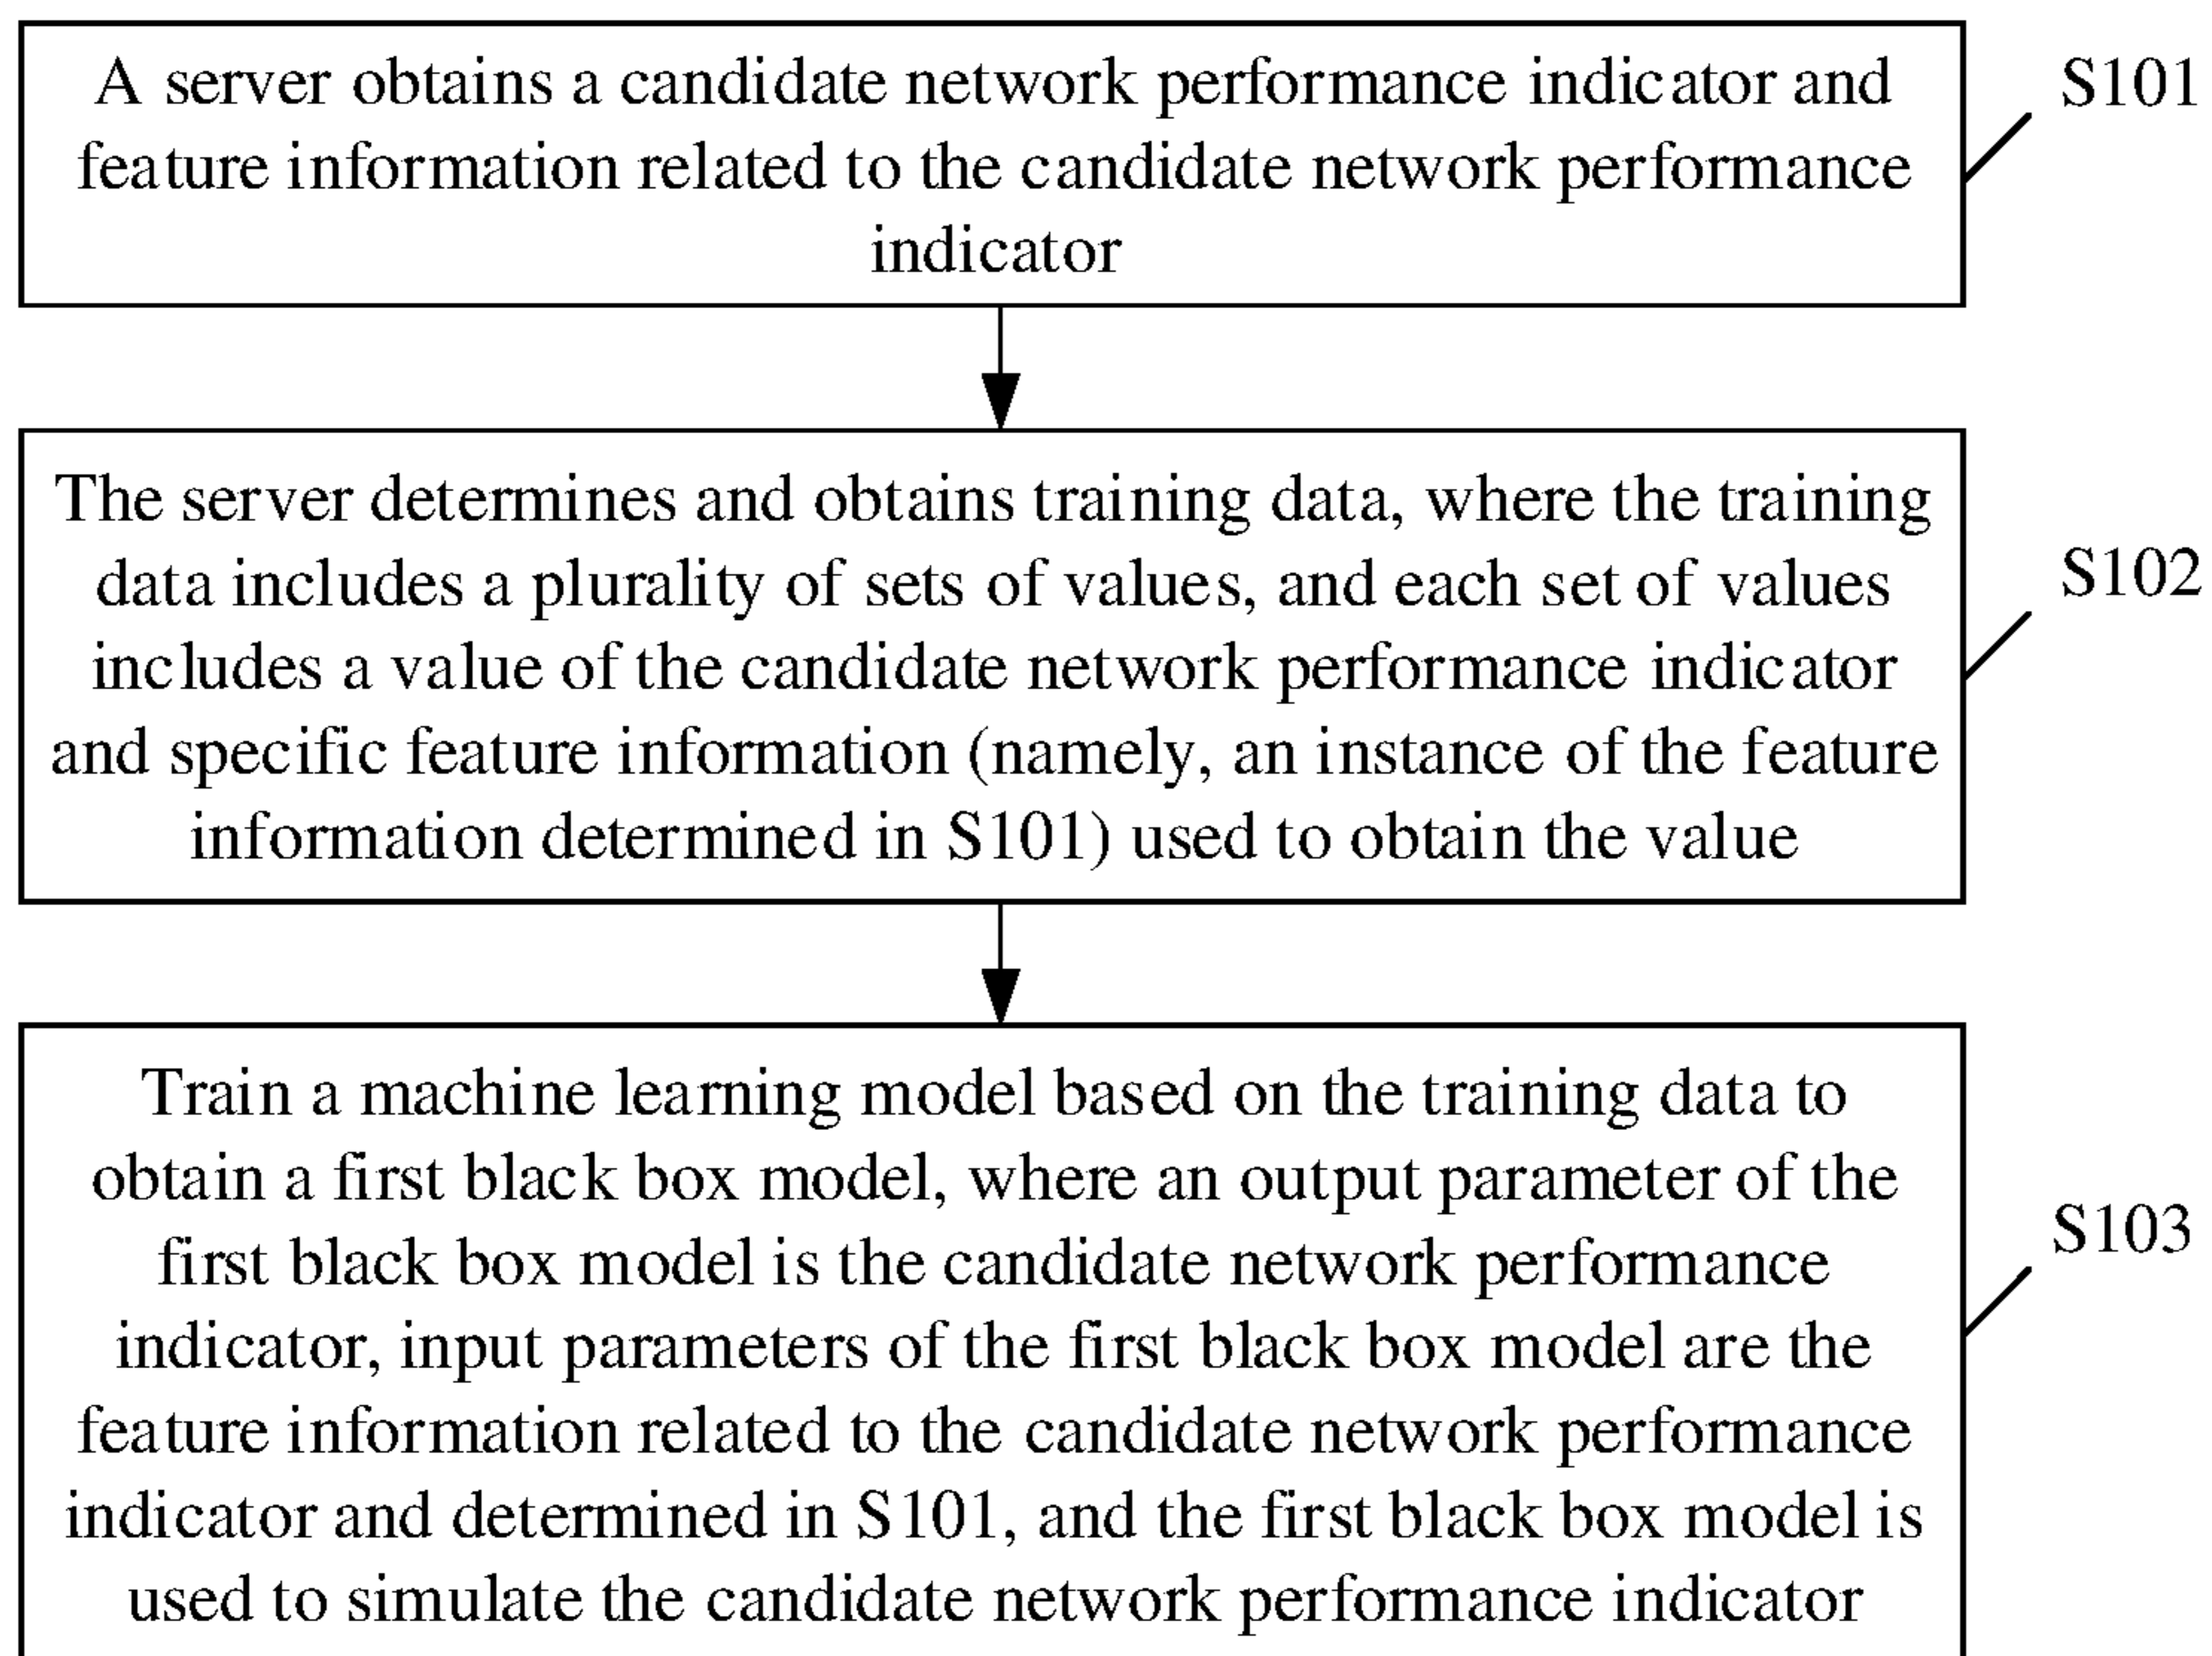 A server obtains a candidate network performance indicator and
feature information related to the candidate network performance
indicator
S101
The server determines and obtains training data, where the training
data includes a plurality of sets of values, and each set of values
includes a value of the candidate network performance indicator
and specific feature information (namely, an instance of the feature
information determined in S101) used to obtain the value
S102
Train a machine learning model based on the training data to
obtain a first black box model, where an output parameter of the
first black box model is the candidate network performance
indicator, input parameters of the first black box model are the
feature information related to the candidate network performance
indicator and determined in S101, and the first black box model is
used to simulate the candidate network performance indicator
S103